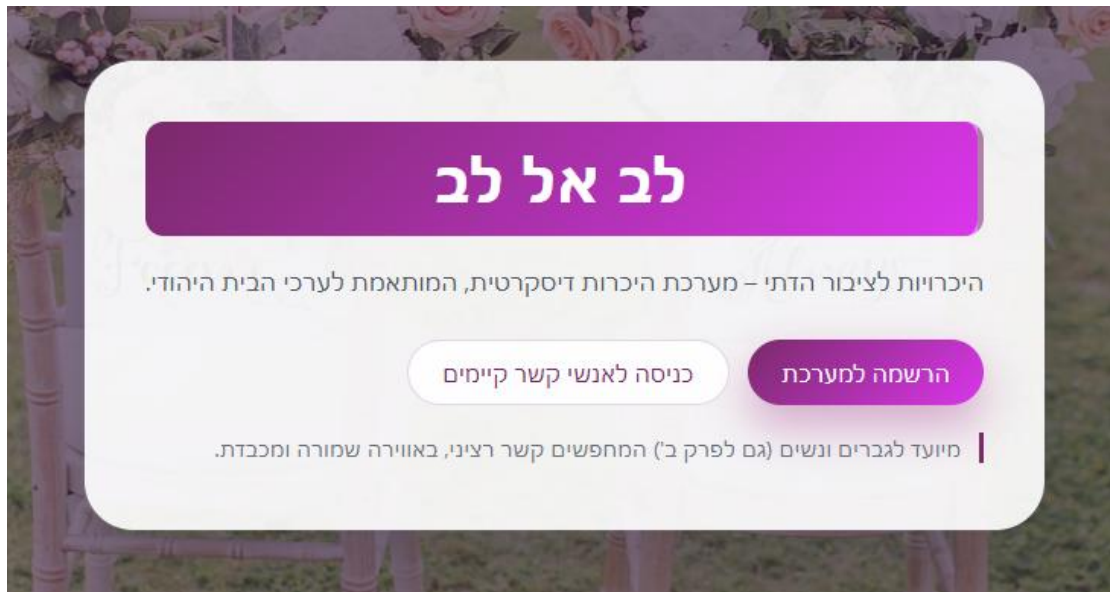 לב אל לב
היכרויות לציבור הדתי – מערכת היכרות דיסקרטית, המותאמת לערכי הבית היהודי.
הרשמה למערכת
כניסה לאנשי קשר קיימים
מיועד לגברים ונשים (גם לפרק ב') המחפשים קשר רציני, באווירה שמורה ומכבדת.